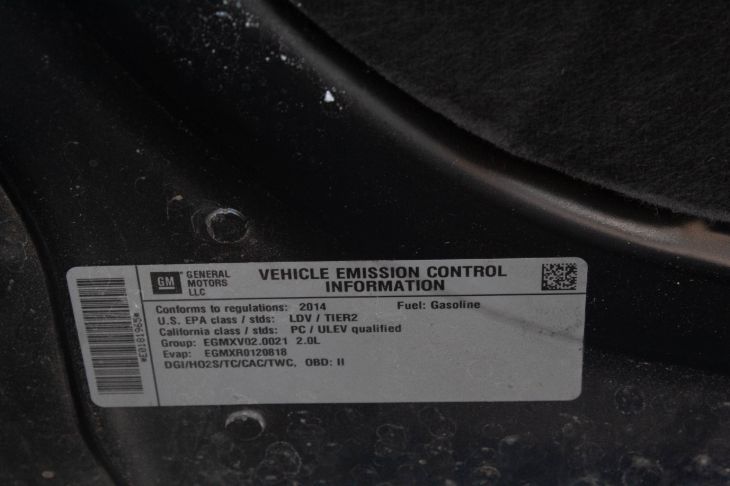 *E0181965*
GM
GENERAL
MOTORS
LLC
VEHICLE EMISSION CONTROL
INFORMATION
Conforms to regulations: 2014 Fuel: Gasoline
U.S. EPA class / stds: LDV / TIER2
California class / stds: PC / ULEV qualified
Group: EGMXV02.0021 2.0L
Evap: EGMXR0120818
DGI/HO2S/TC/CAC/TWC, OBD: II